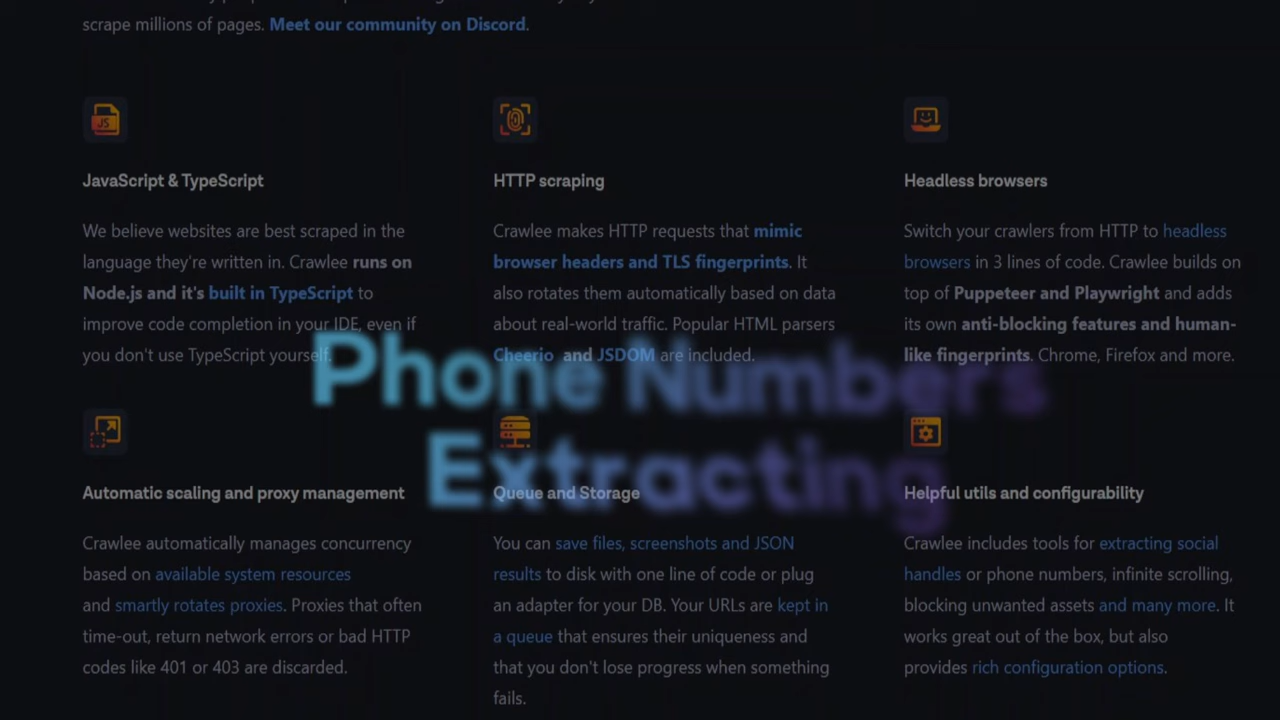 scrape millions of pages. Meet our community on Discord.
JS
JavaScript & TypeScript
We believe websites are best scraped in the
language they're written in. Crawlee runs on
Node.js and it's built in TypeScript to
improve code completion in your IDE, even if
you don't use TypeScript yourself.
HTTP scraping
Crawlee makes HTTP requests that mimic
browser headers and TLS fingerprints. It
also rotates them automatically based on data
about real-world traffic. Popular HTML parsers
Cheerio and JSDOM are included.
Headless browsers
Switch your crawlers from HTTP to headless
browsers in 3 lines of code. Crawlee builds on
top of Puppeteer and Playwright and adds
its own anti-blocking features and human-
like fingerprints. Chrome, Firefox and more.
Phone Numbers
Extracting
Automatic scaling and proxy management
Crawlee automatically manages concurrency
based on available system resources
and smartly rotates proxies. Proxies that often
time-out, return network errors or bad HTTP
codes like 401 or 403 are discarded.
Queue and Storage
You can save files, screenshots and JSON
results to disk with one line of code or plug
an adapter for your DB. Your URLs are kept in
a queue that ensures their uniqueness and
that you don't lose progress when something
fails.
Helpful utils and configurability
Crawlee includes tools for extracting social
handles or phone numbers, infinite scrolling,
blocking unwanted assets and many more. It
works great out of the box, but also
provides rich configuration options.